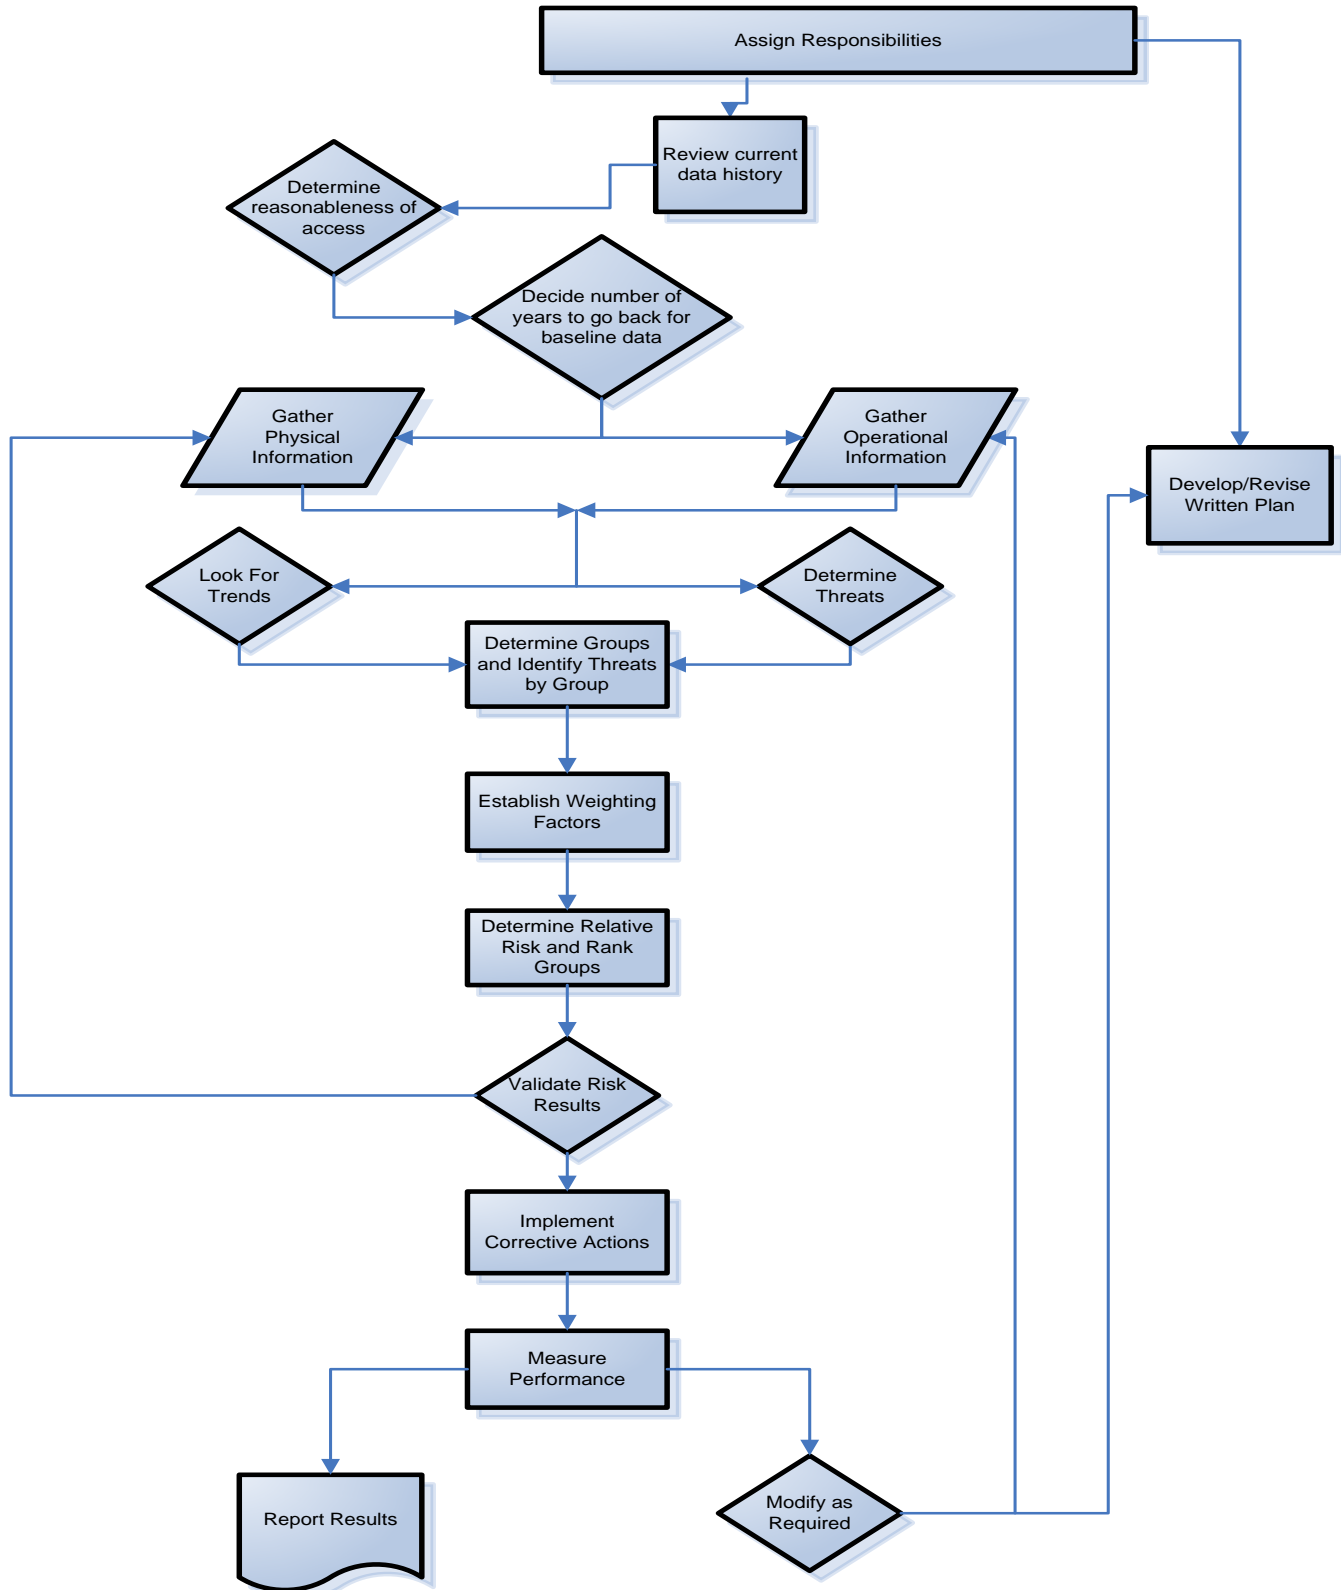 Assign Responsibilities
Review current
data history
Determine
reasonableness of
access
Decide number of
years to go back for
baseline data
Gather
Physical
Information
Gather
Operational
Information
Develop/Revise
Written Plan
Look For
Trends
Determine
Threats
Determine Groups
and Identify Threats
by Group
Establish Weighting
Factors
Determine Relative
Risk and Rank
Groups
Validate Risk
Results
Implement
Corrective Actions
Measure
Performance
Report Results
Modify as
Required